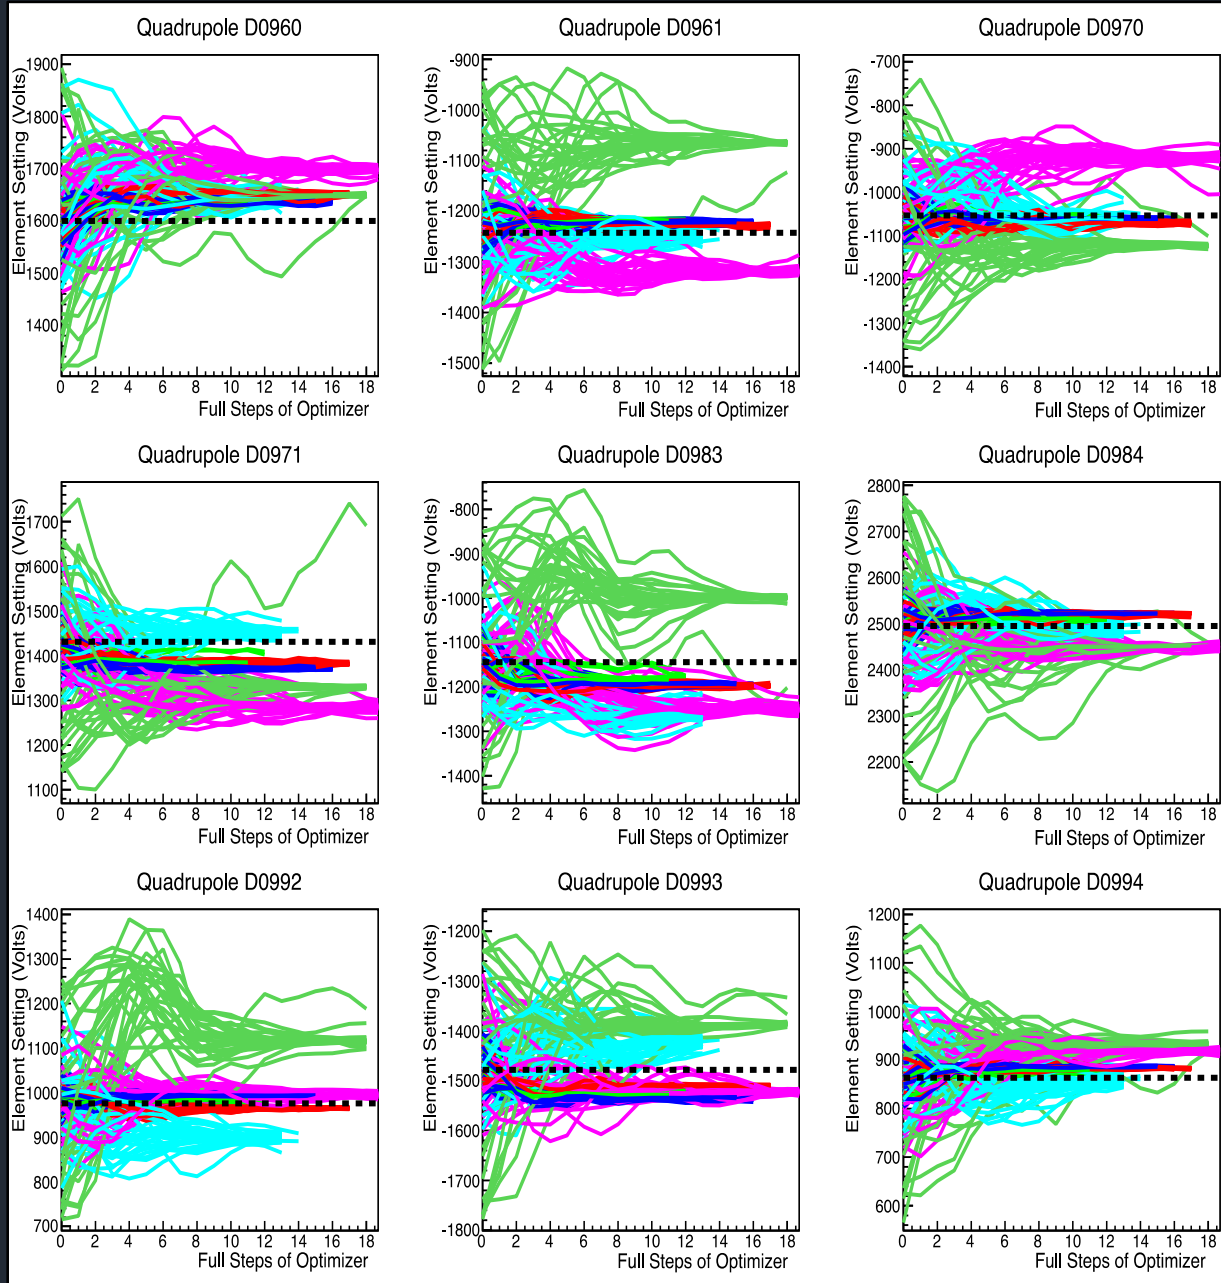 Quadrupole D0960
Quadrupole D0961
Quadrupole D0970
Element Setting (Volts)
1900
1800
1700
1600
1500
1400
0 2 4 6 8 10 12 14 16 18
Full Steps of Optimizer
Element Setting (Volts)
-900
-1000
-1100
-1200
-1300
-1400
-1500
0 2 4 6 8 10 12 14 16 18
Full Steps of Optimizer
Element Setting (Volts)
-700
-800
-900
-1000
-1100
-1200
-1300
-1400
0 2 4 6 8 10 12 14 16 18
Full Steps of Optimizer
Quadrupole D0971
Quadrupole D0983
Quadrupole D0984
Element Setting (Volts)
1700
1600
1500
1400
1300
1200
1100
0 2 4 6 8 10 12 14 16 18
Full Steps of Optimizer
Element Setting (Volts)
-800
-900
-1000
-1100
-1200
-1300
-1400
0 2 4 6 8 10 12 14 16 18
Full Steps of Optimizer
Element Setting (Volts)
2800
2700
2600
2500
2400
2300
2200
0 2 4 6 8 10 12 14 16 18
Full Steps of Optimizer
Quadrupole D0992
Quadrupole D0993
Quadrupole D0994
Element Setting (Volts)
1400
1300
1200
1100
1000
900
800
700
0 2 4 6 8 10 12 14 16 18
Full Steps of Optimizer
Element Setting (Volts)
-1200
-1300
-1400
-1500
-1600
-1700
-1800
0 2 4 6 8 10 12 14 16 18
Full Steps of Optimizer
Element Setting (Volts)
1200
1100
1000
900
800
700
600
0 2 4 6 8 10 12 14 16 18
Full Steps of Optimizer